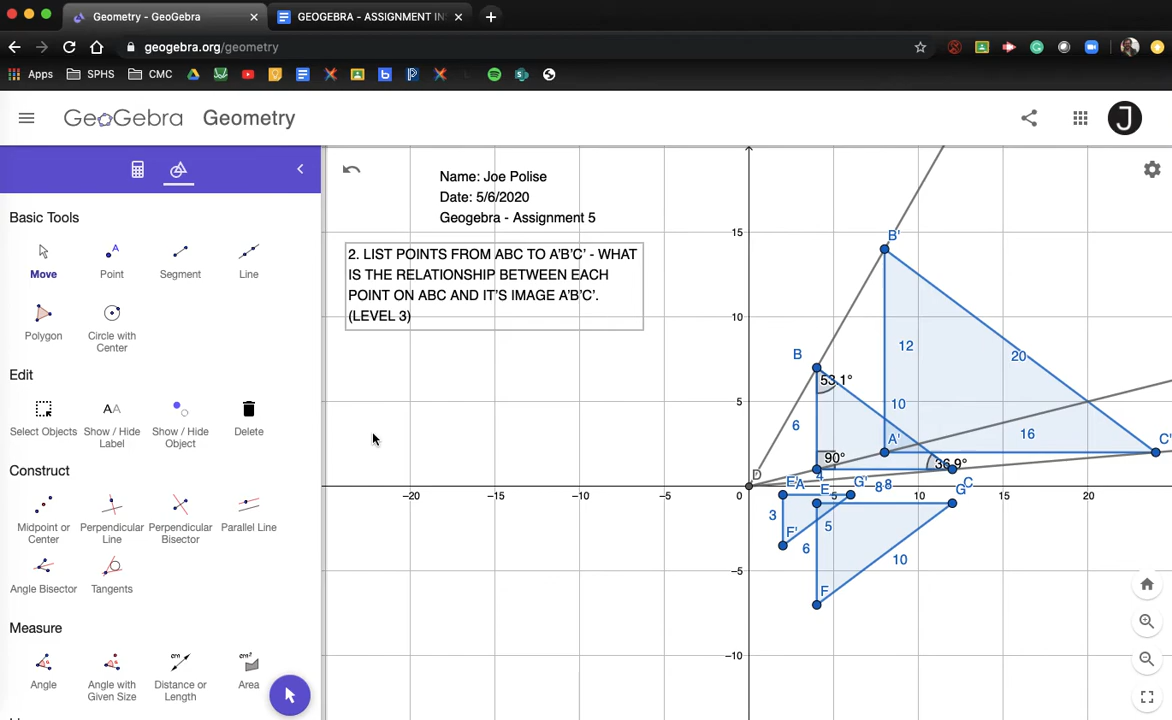 Geometry - GeoGebra × GEOGEBRA - ASSIGNMENT IN × +
geogebra.org/geometry
Apps SPHS CMC
GeoGebra Geometry
J
Basic Tools
Move Point Segment Line
Polygon Circle with Center
Edit
Select Objects Show / Hide Label Show / Hide Object Delete
Construct
Midpoint or Center Perpendicular Line Perpendicular Bisector Parallel Line
Angle Bisector Tangents
Measure
Angle Angle with Given Size Distance or Length Area
Name: Joe Polise
Date: 5/6/2020
Geogebra - Assignment 5
2. LIST POINTS FROM ABC TO A'B'C' - WHAT
IS THE RELATIONSHIP BETWEEN EACH
POINT ON ABC AND IT'S IMAGE A'B'C'.
(LEVEL 3)
B'
15
10
12
20
B
53.1°
5
10
6
16
A'
C'
90°
36.9°
4
D
E' A E G' 8 8 C G
−20 −15 −10 −5 0 5 10 15 20
3
5
F'
6
10
−5
F
−10